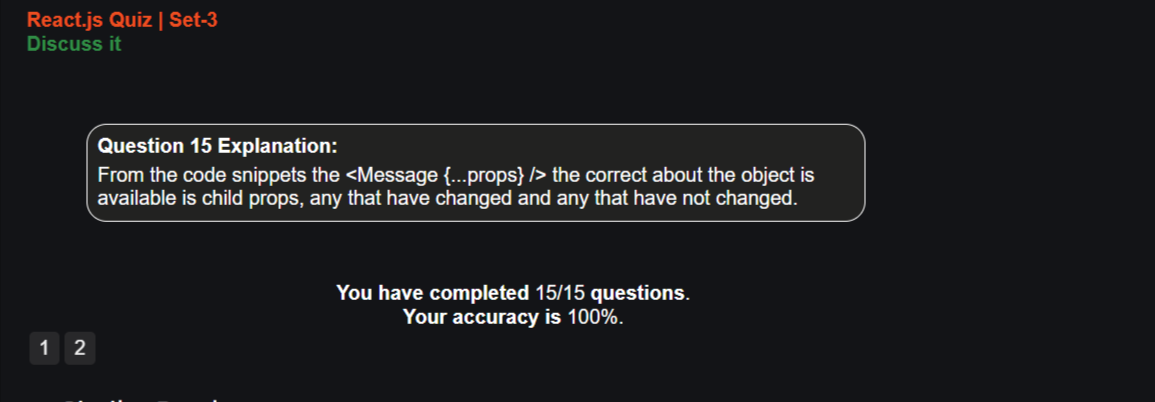 React.js Quiz | Set-3
Discuss it
Question 15 Explanation:
From the code snippets the <Message {...props} /> the correct about the object is
available is child props, any that have changed and any that have not changed.
You have completed 15/15 questions.
Your accuracy is 100%.
1 2